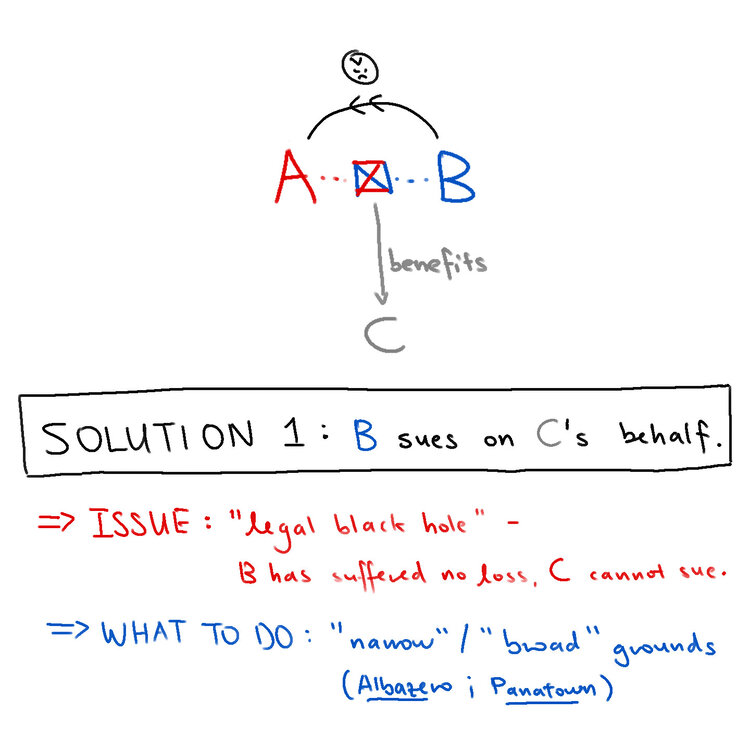 A B
benefits
C
SOLUTION 1: B sues on C's behalf.
=> ISSUE: "legal black hole" -
B has suffered no loss, C cannot sue.
=> WHAT TO DO: "narrow" / "broad" grounds
(Albazero ; Panatown)